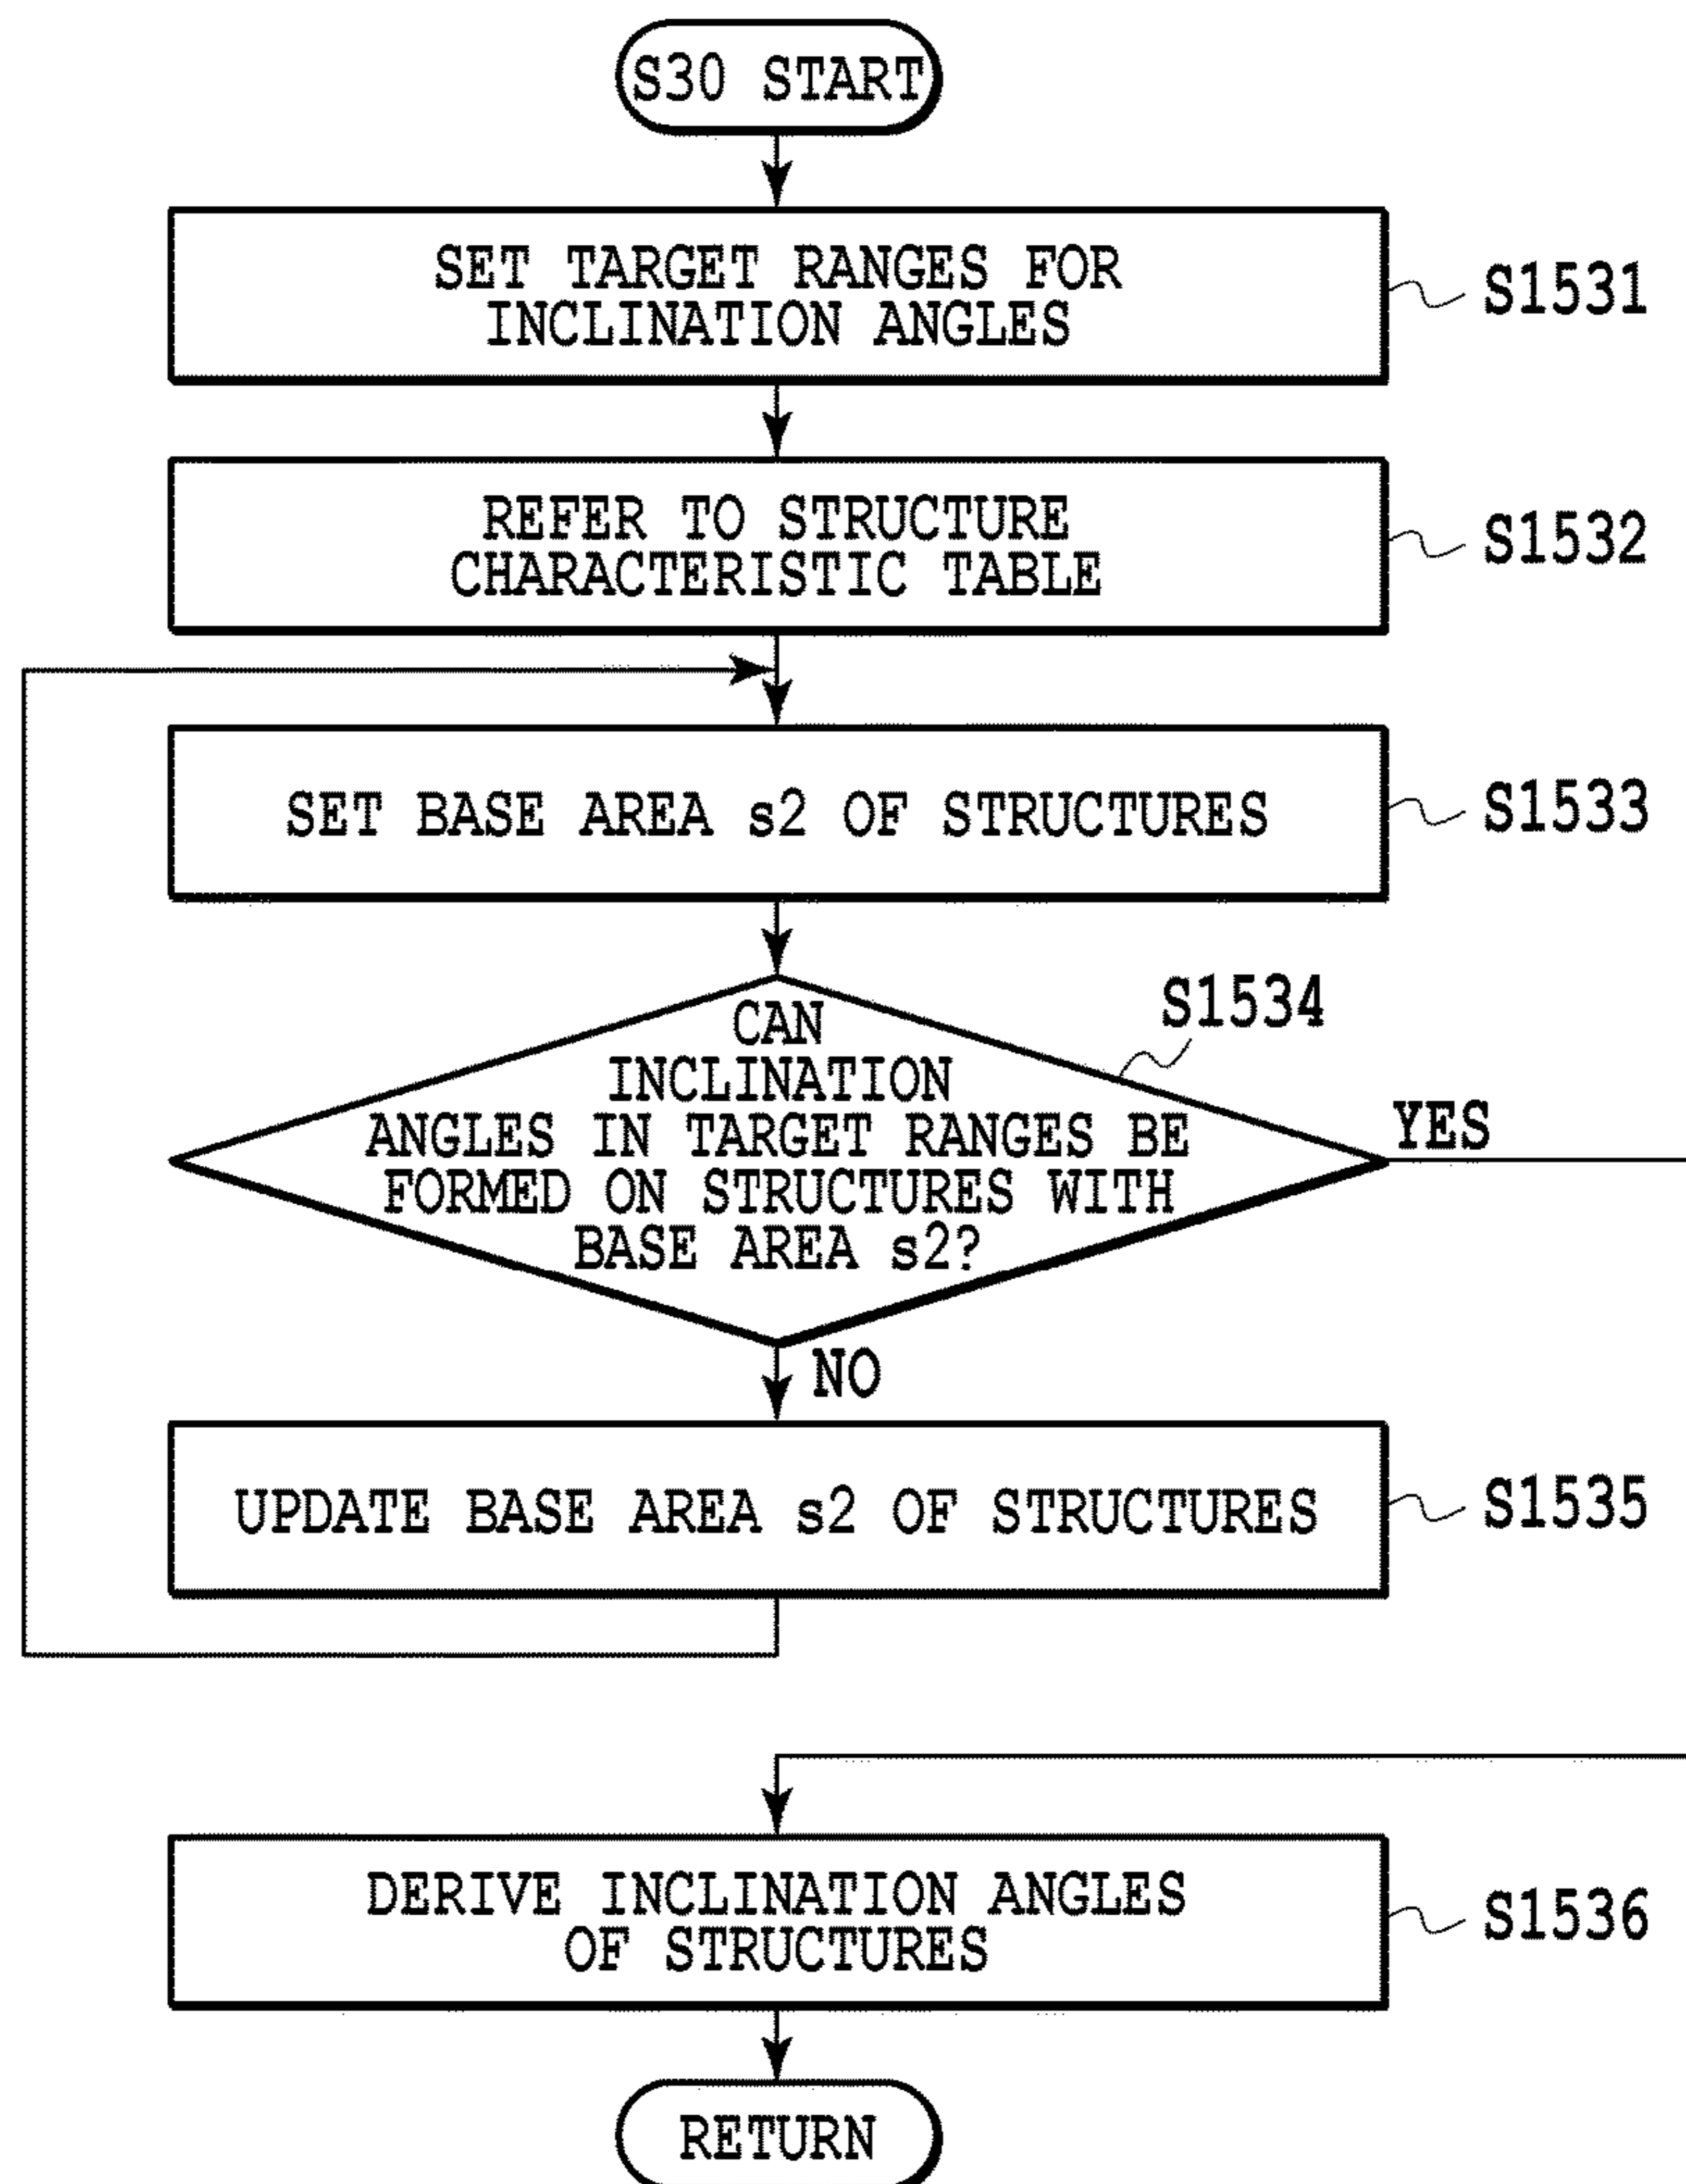 S30 START
SET TARGET RANGES FOR
INCLINATION ANGLES
S1531
REFER TO STRUCTURE
CHARACTERISTIC TABLE
S1532
SET BASE AREA s2 OF STRUCTURES
S1533
S1534
CAN
INCLINATION
ANGLES IN TARGET RANGES BE
FORMED ON STRUCTURES WITH
BASE AREA s2?
YES
NO
UPDATE BASE AREA s2 OF STRUCTURES
S1535
DERIVE INCLINATION ANGLES
OF STRUCTURES
S1536
RETURN